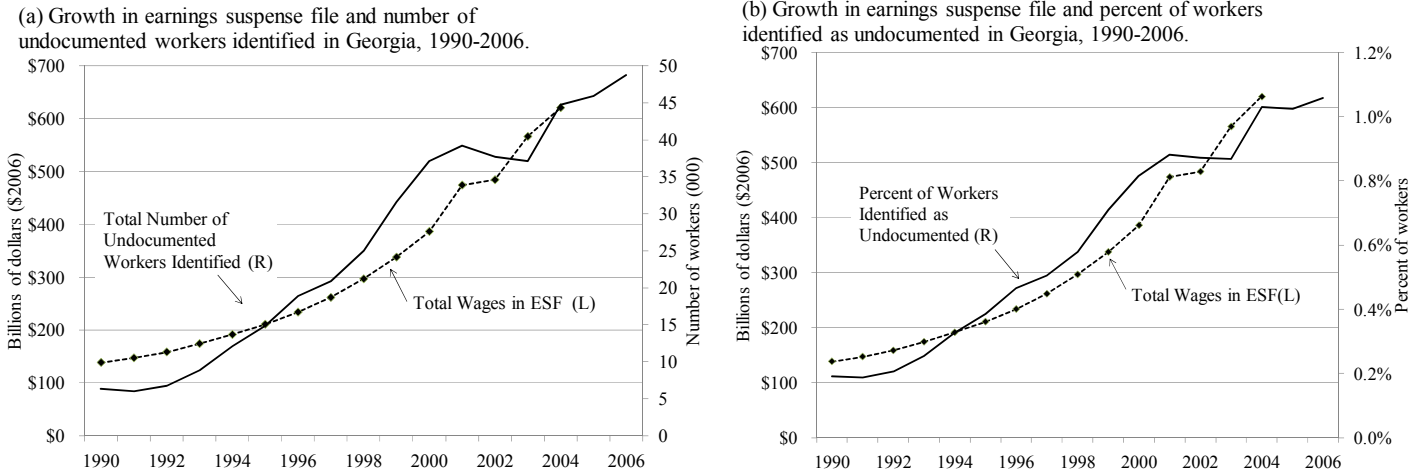 (a) Growth in earnings suspense file and number of
undocumented workers identified in Georgia, 1990-2006.
$700
$600
$500
$400
$300
$200
$100
$0
Billions of dollars ($2006)
50
45
40
35
30
25
20
15
10
5
0
Number of workers (000)
Total Number of
Undocumented
Workers Identified (R)
Total Wages in ESF (L)
1990 1992 1994 1996 1998 2000 2002 2004 2006
(b) Growth in earnings suspense file and percent of workers
identified as undocumented in Georgia, 1990-2006.
$700
$600
$500
$400
$300
$200
$100
$0
Billions of dollars ($2006)
1.2%
1.0%
0.8%
0.6%
0.4%
0.2%
0.0%
Percent of workers
Percent of Workers
Identified as
Undocumented (R)
Total Wages in ESF(L)
1990 1992 1994 1996 1998 2000 2002 2004 2006